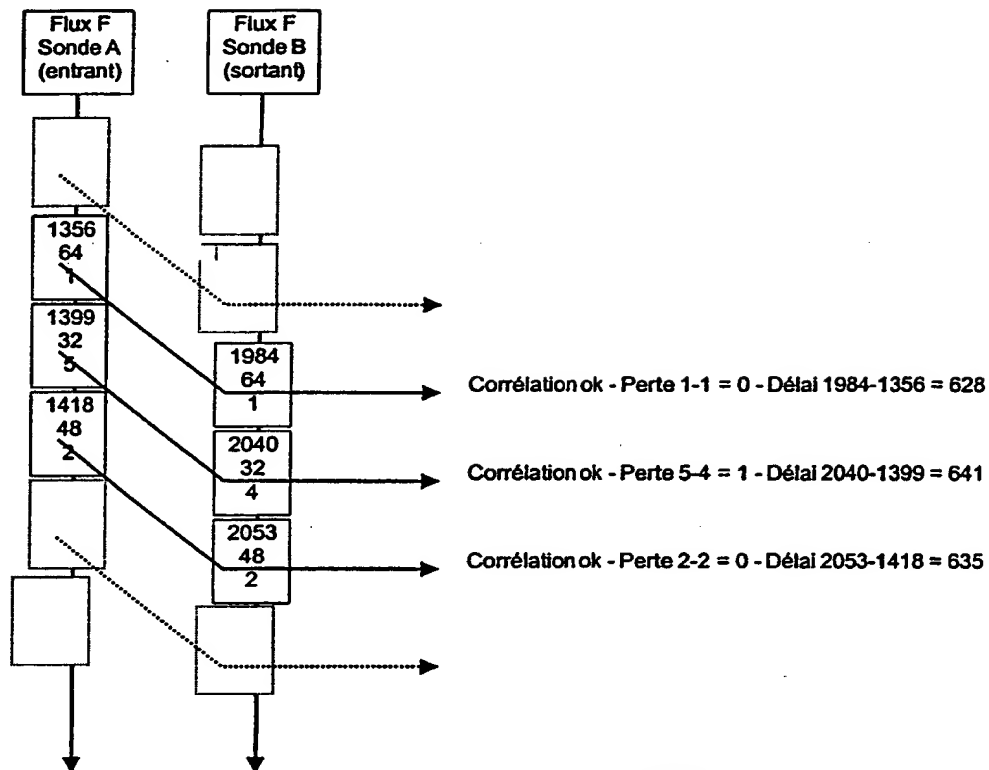 Flux F
Sonde A
(entrant)
Flux F
Sonde B
(sortant)
1356
64
1
1399
32
5
1418
48
2
1984
64
1
2040
32
4
2053
48
2
Corrélation ok - Perte 1-1 = 0 - Délai 1984-1356 = 628
Corrélation ok - Perte 5-4 = 1 - Délai 2040-1399 = 641
Corrélation ok - Perte 2-2 = 0 - Délai 2053-1418 = 635